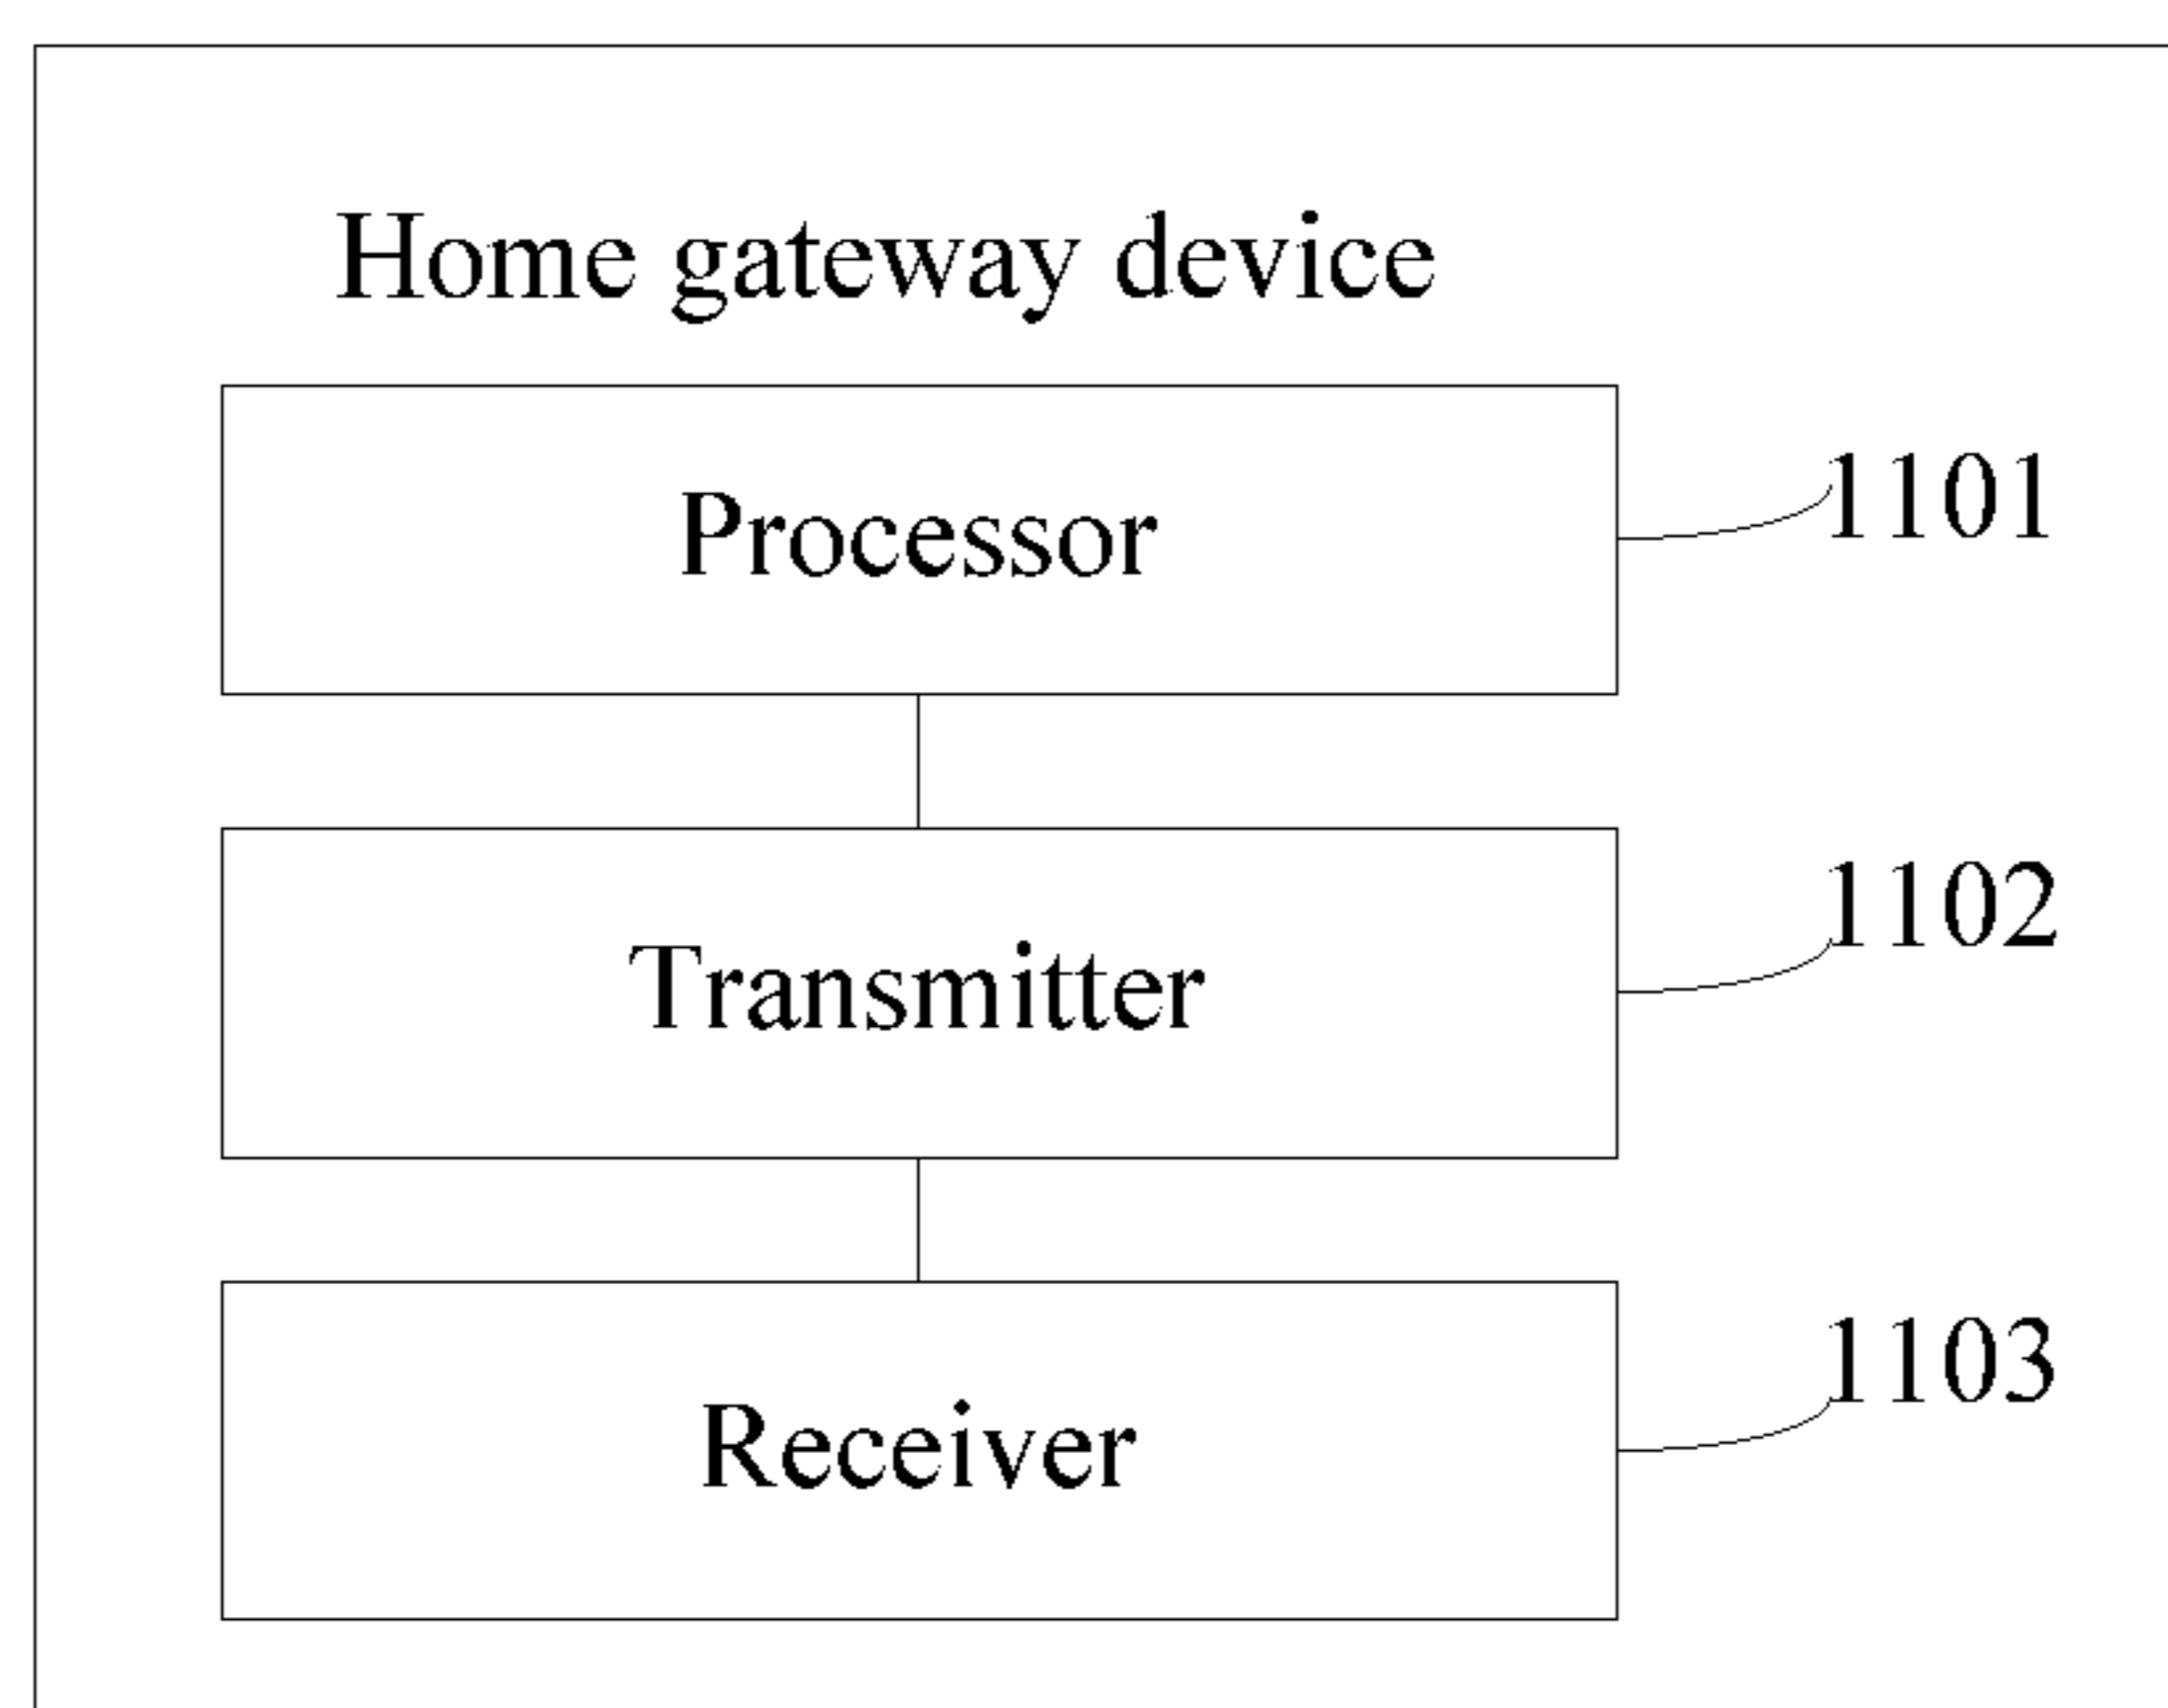 Home gateway device
Processor
1101
Transmitter
1102
Receiver
1103